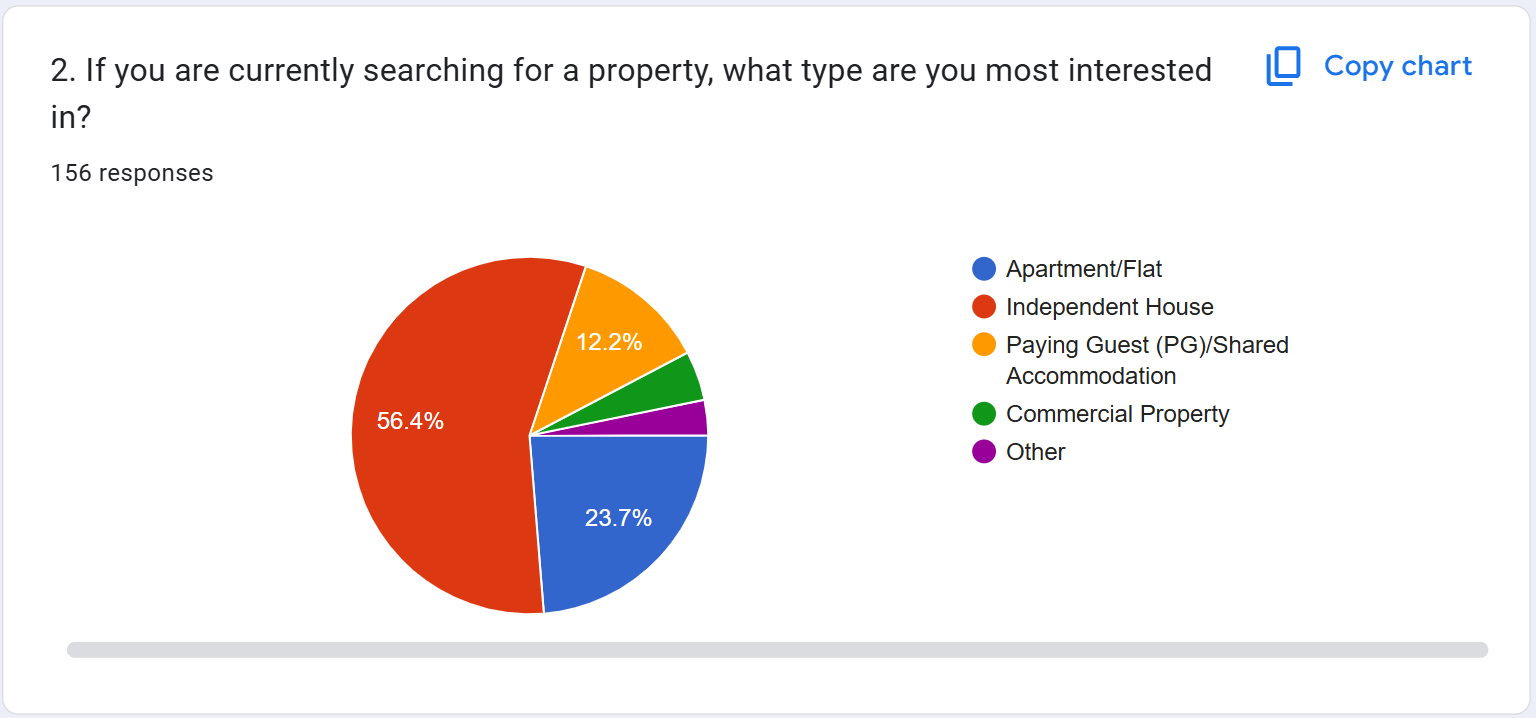 2. If you are currently searching for a property, what type are you most interested
in?
Copy chart
156 responses
56.4%
12.2%
23.7%
Apartment/Flat
Independent House
Paying Guest (PG)/Shared
Accommodation
Commercial Property
Other